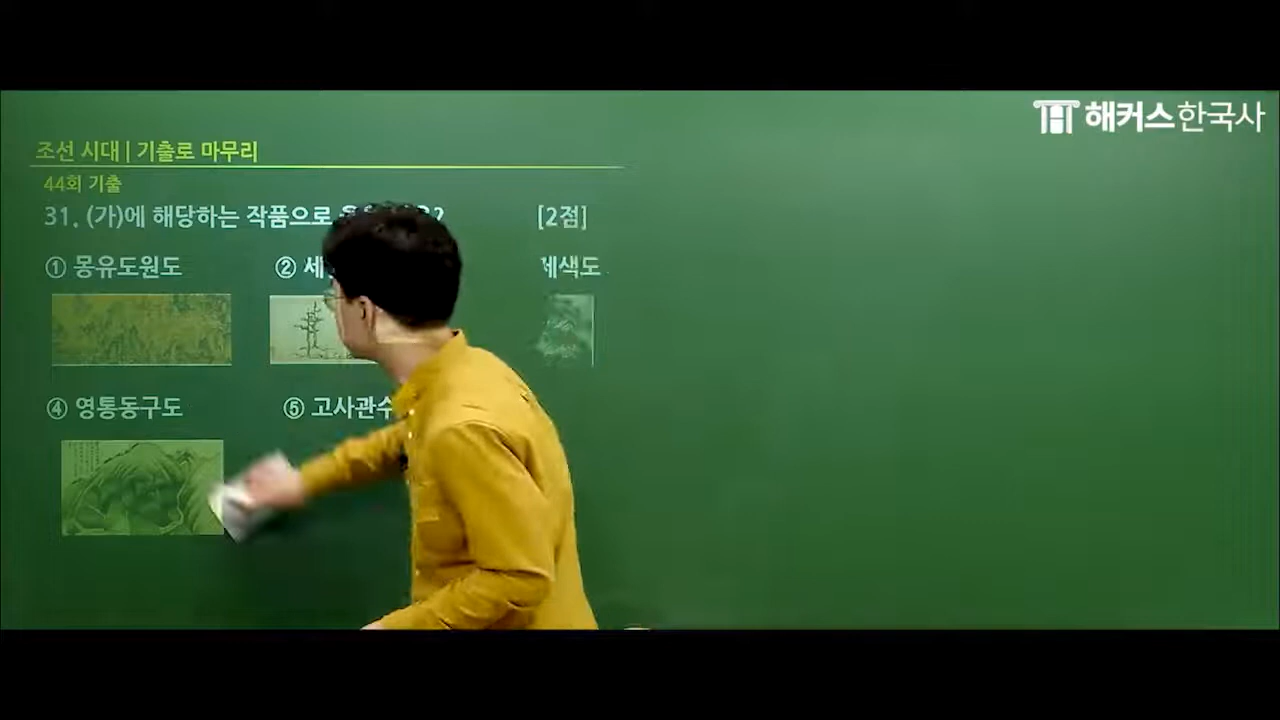 해커스한국사
조선 시대 | 기출로 마무리
44회 기출
31. (가)에 해당하는 작품으로 [2점]
① 몽유도원도 ② 세 제색도
④ 영통동구도 ⑤ 고사관수